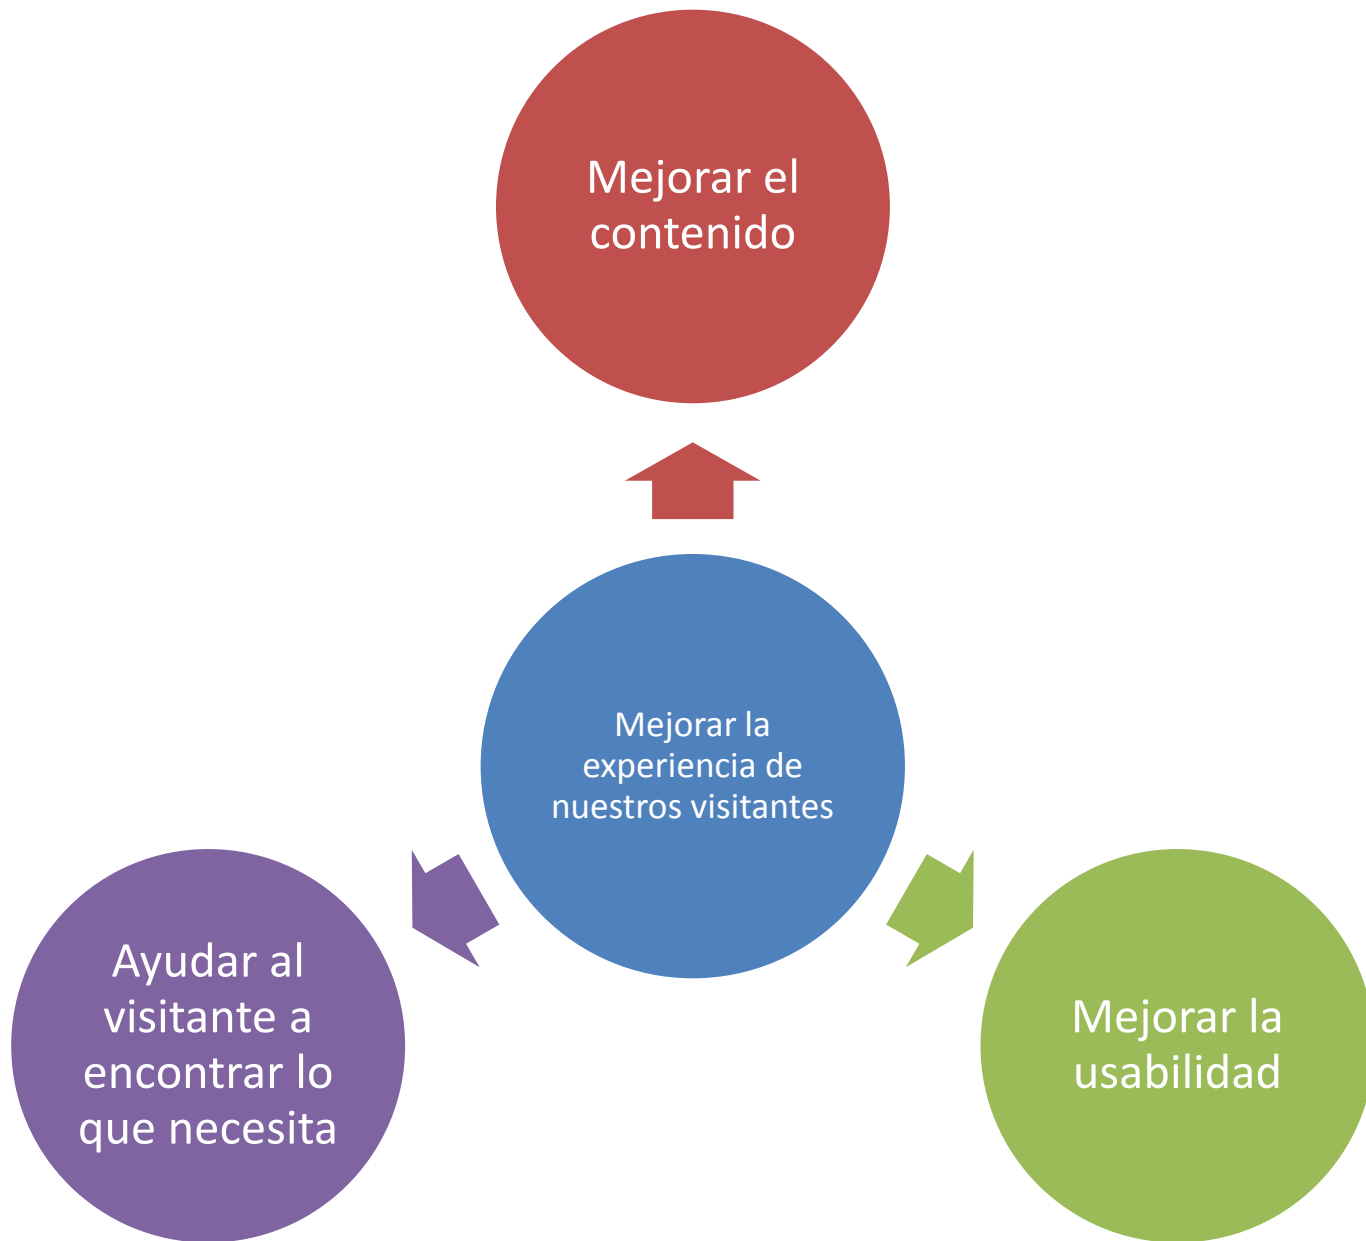 Mejorar el
contenido
Mejorar la
experiencia de
nuestros visitantes
Ayudar al
visitante a
encontrar lo
que necesita
Mejorar la
usabilidad